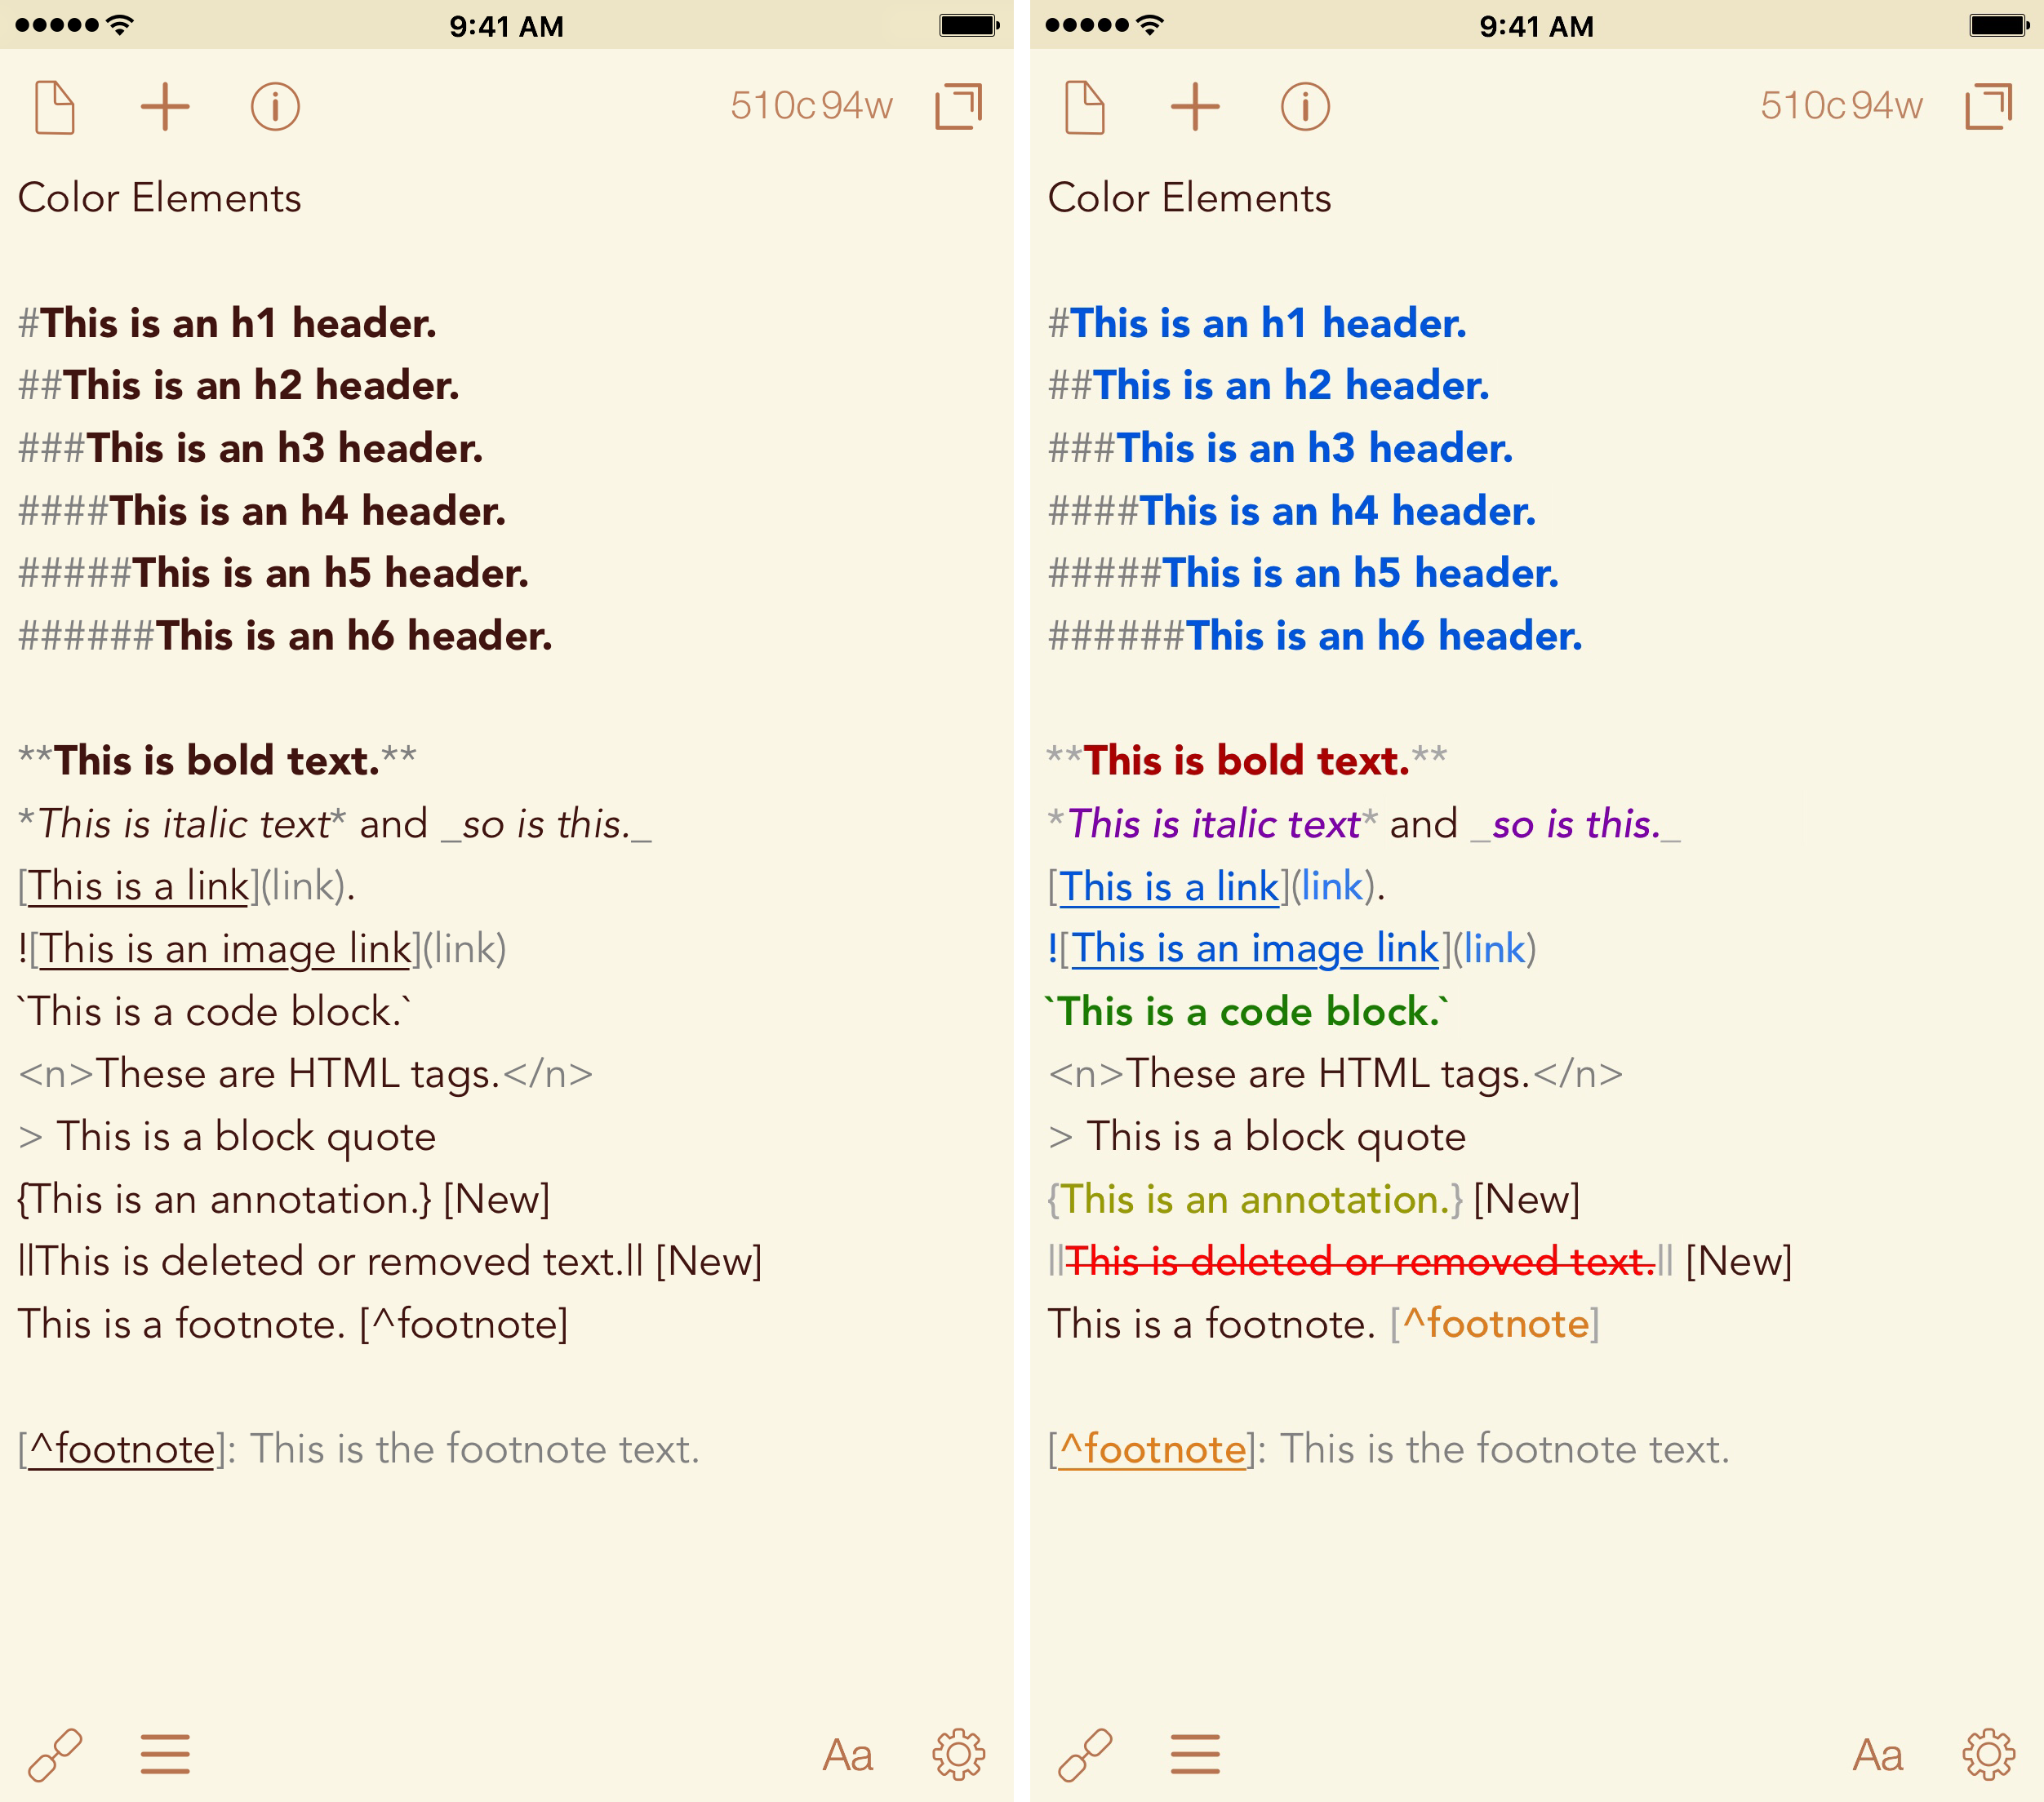 9:41 AM
510c 94w
Color Elements
#This is an h1 header.
##This is an h2 header.
###This is an h3 header.
####This is an h4 header.
#####This is an h5 header.
######This is an h6 header.
**This is bold text.**
*This is italic text* and _so is this._
[This is a link](link).
![This is an image link](link)
`This is a code block.`
<n>These are HTML tags.</n>
> This is a block quote
{This is an annotation.} [New]
||This is deleted or removed text.|| [New]
This is a footnote. [^footnote]
[^footnote]: This is the footnote text.
Aa
9:41 AM
510c 94w
Color Elements
#This is an h1 header.
##This is an h2 header.
###This is an h3 header.
####This is an h4 header.
#####This is an h5 header.
######This is an h6 header.
**This is bold text.**
*This is italic text* and _so is this._
[This is a link](link).
![This is an image link](link)
`This is a code block.`
<n>These are HTML tags.</n>
> This is a block quote
{This is an annotation.} [New]
||This is deleted or removed text.|| [New]
This is a footnote. [^footnote]
[^footnote]: This is the footnote text.
Aa